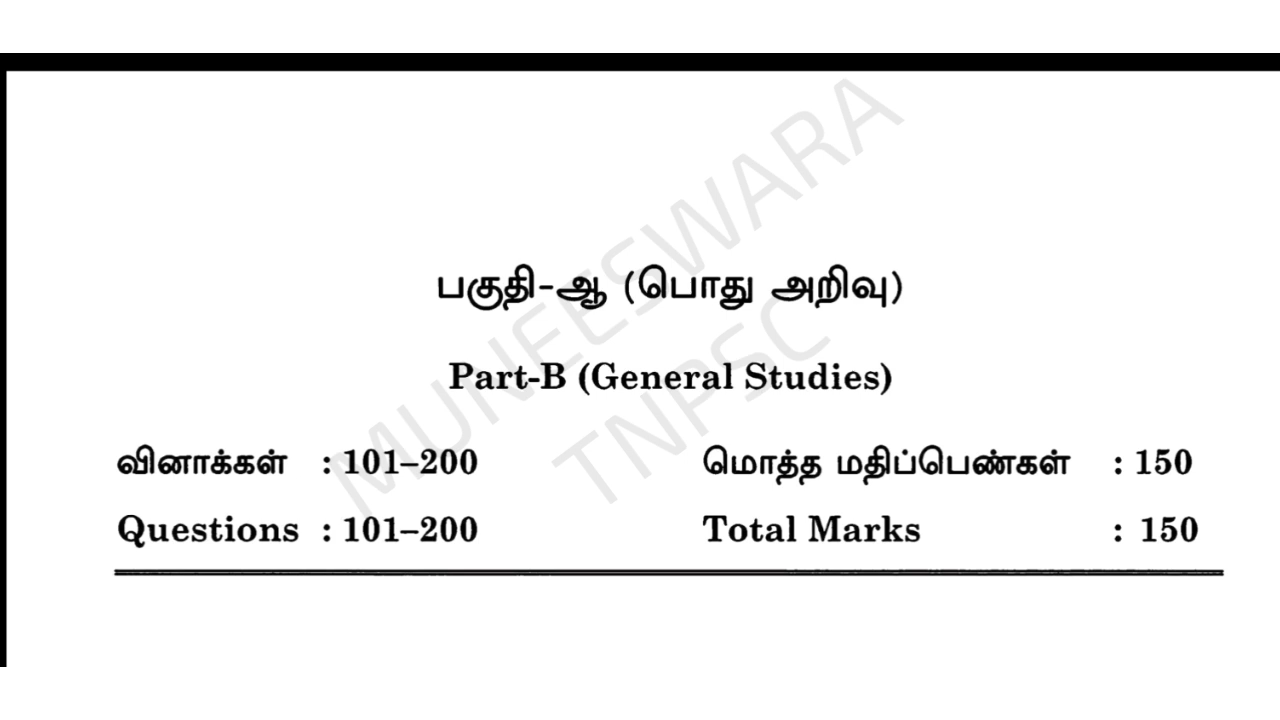 MUNEESWARA
TNPSC
பகுதி-ஆ (பொது அறிவு)
Part-B (General Studies)
வினாக்கள் : 101–200 மொத்த மதிப்பெண்கள் : 150
Questions : 101–200 Total Marks : 150